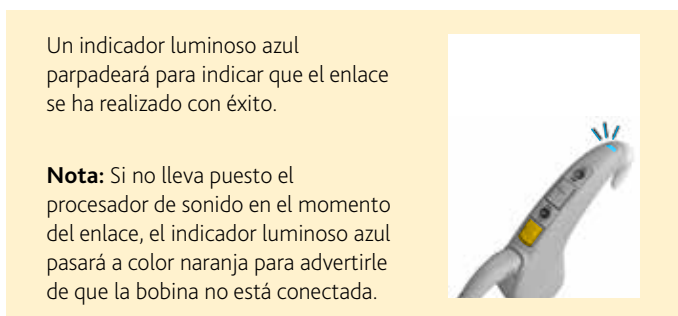 Un indicador luminoso azul
parpadeará para indicar que el enlace
se ha realizado con éxito.
Nota: Si no lleva puesto el
procesador de sonido en el momento
del enlace, el indicador luminoso azul
pasará a color naranja para advertirle
de que la bobina no está conectada.